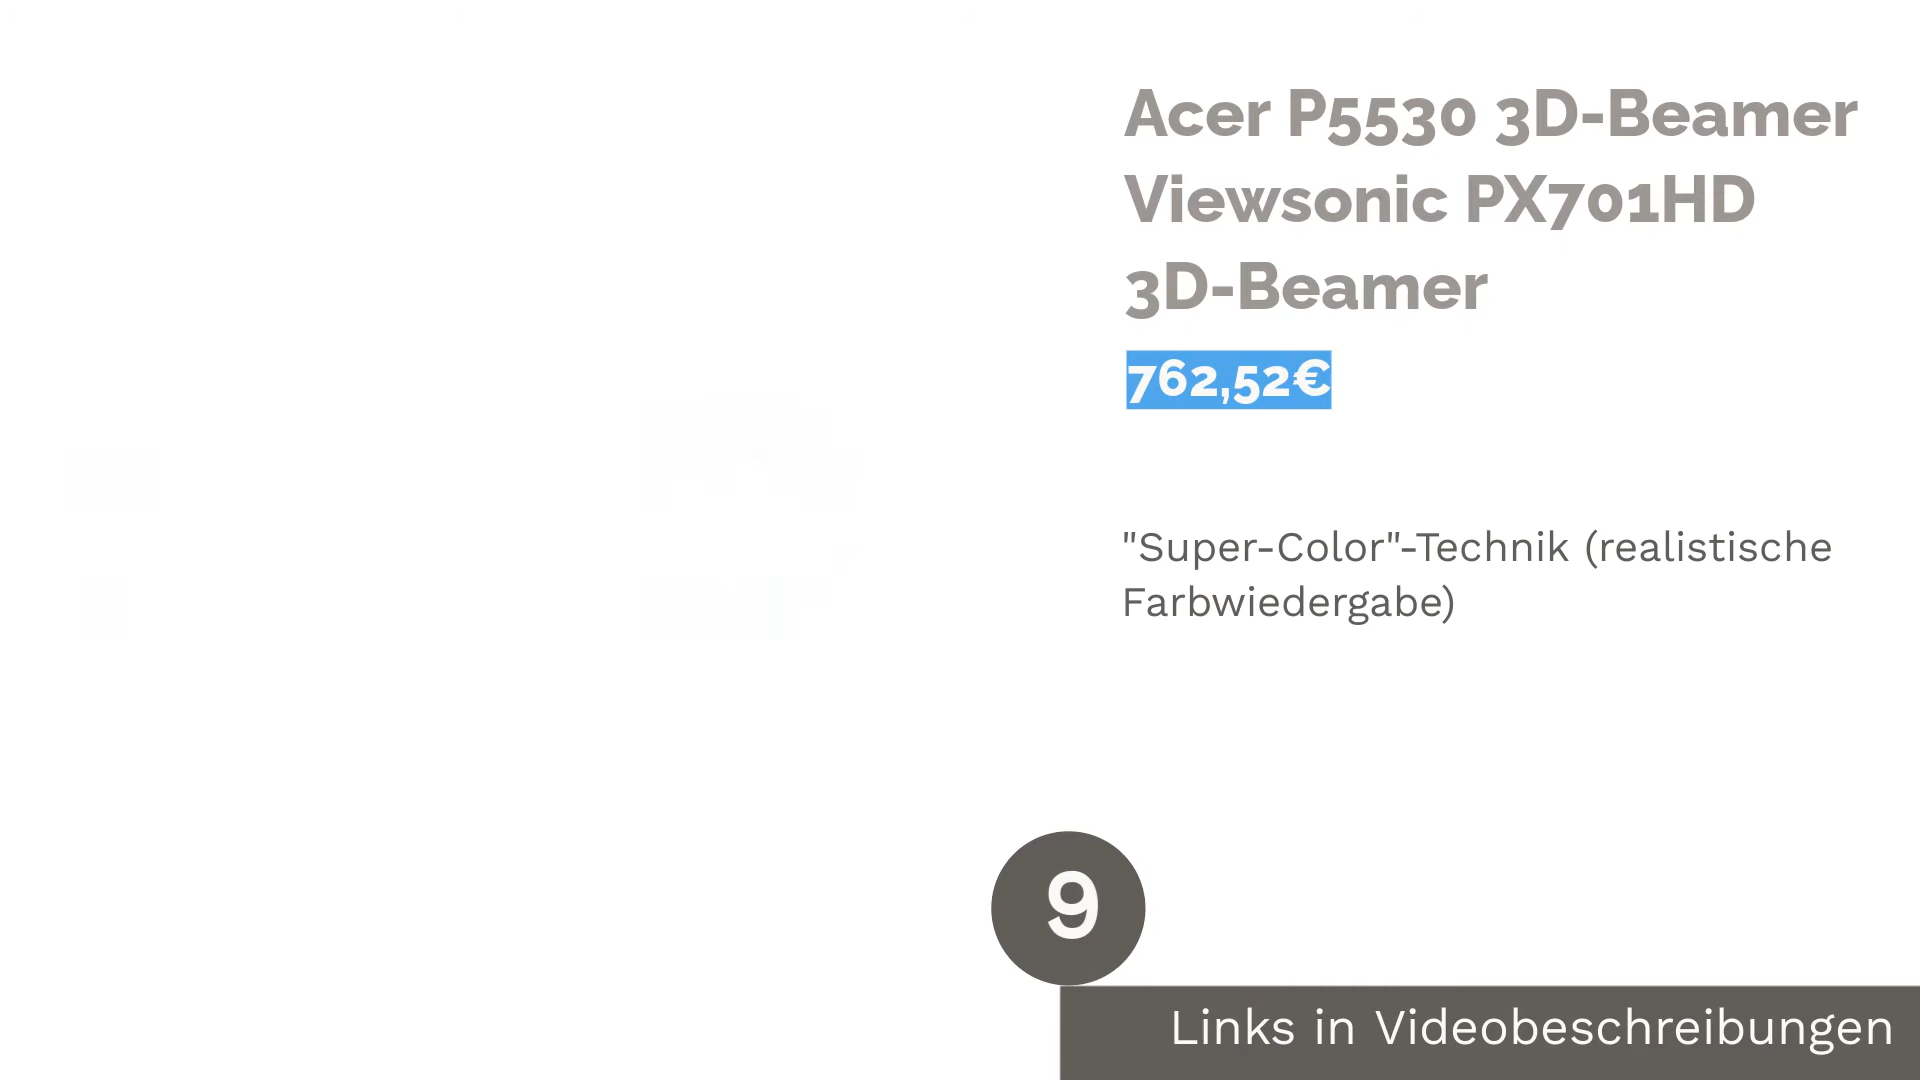 Acer P5530 3D-Beamer
Viewsonic PX701HD
3D-Beamer
762,52€
"Super-Color"-Technik (realistische
Farbwiedergabe)
9
Links in Videobeschreibungen